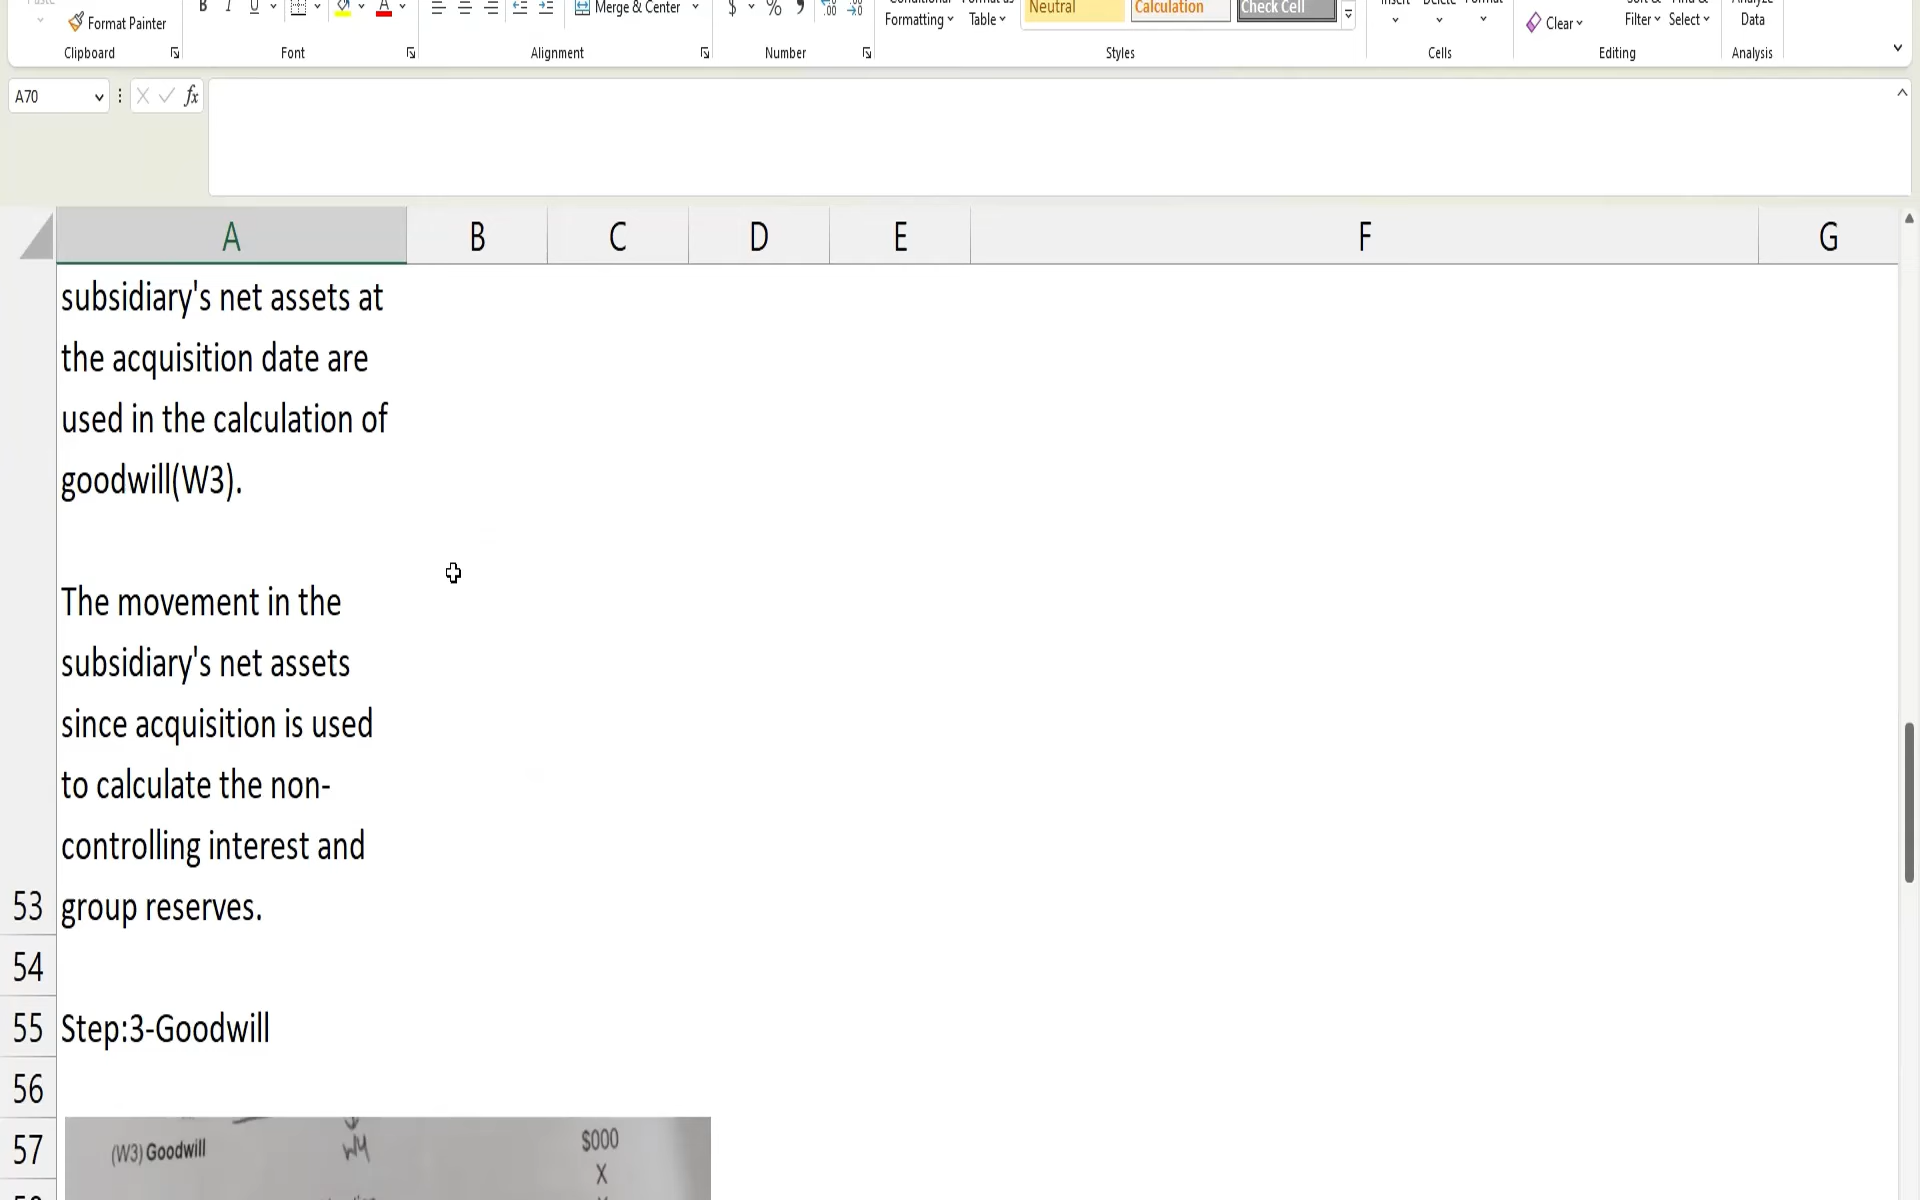 Format Painter
Clipboard
B I U A
Font
Merge & Center
Alignment
$ % ,
Number
Formatting
Table
Neutral
Calculation
Check Cell
Styles
Cells
Clear
Filter
Select
Editing
Data
Analysis
A70
fx
A B C D E F G
subsidiary's net assets at
the acquisition date are
used in the calculation of
goodwill(W3).
The movement in the
subsidiary's net assets
since acquisition is used
to calculate the non-
controlling interest and
53 group reserves.
54
55 Step:3-Goodwill
56
57 (W3) Goodwill W4 $000
X